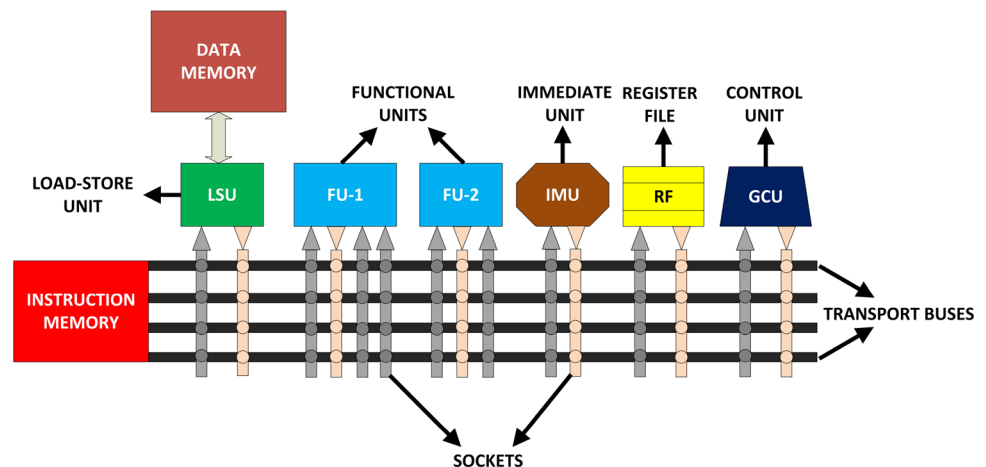 DATA
MEMORY
FUNCTIONAL
UNITS
IMMEDIATE
UNIT
REGISTER
FILE
CONTROL
UNIT
LOAD-STORE
UNIT
LSU
FU-1
FU-2
IMU
RF
GCU
INSTRUCTION
MEMORY
TRANSPORT BUSES
SOCKETS